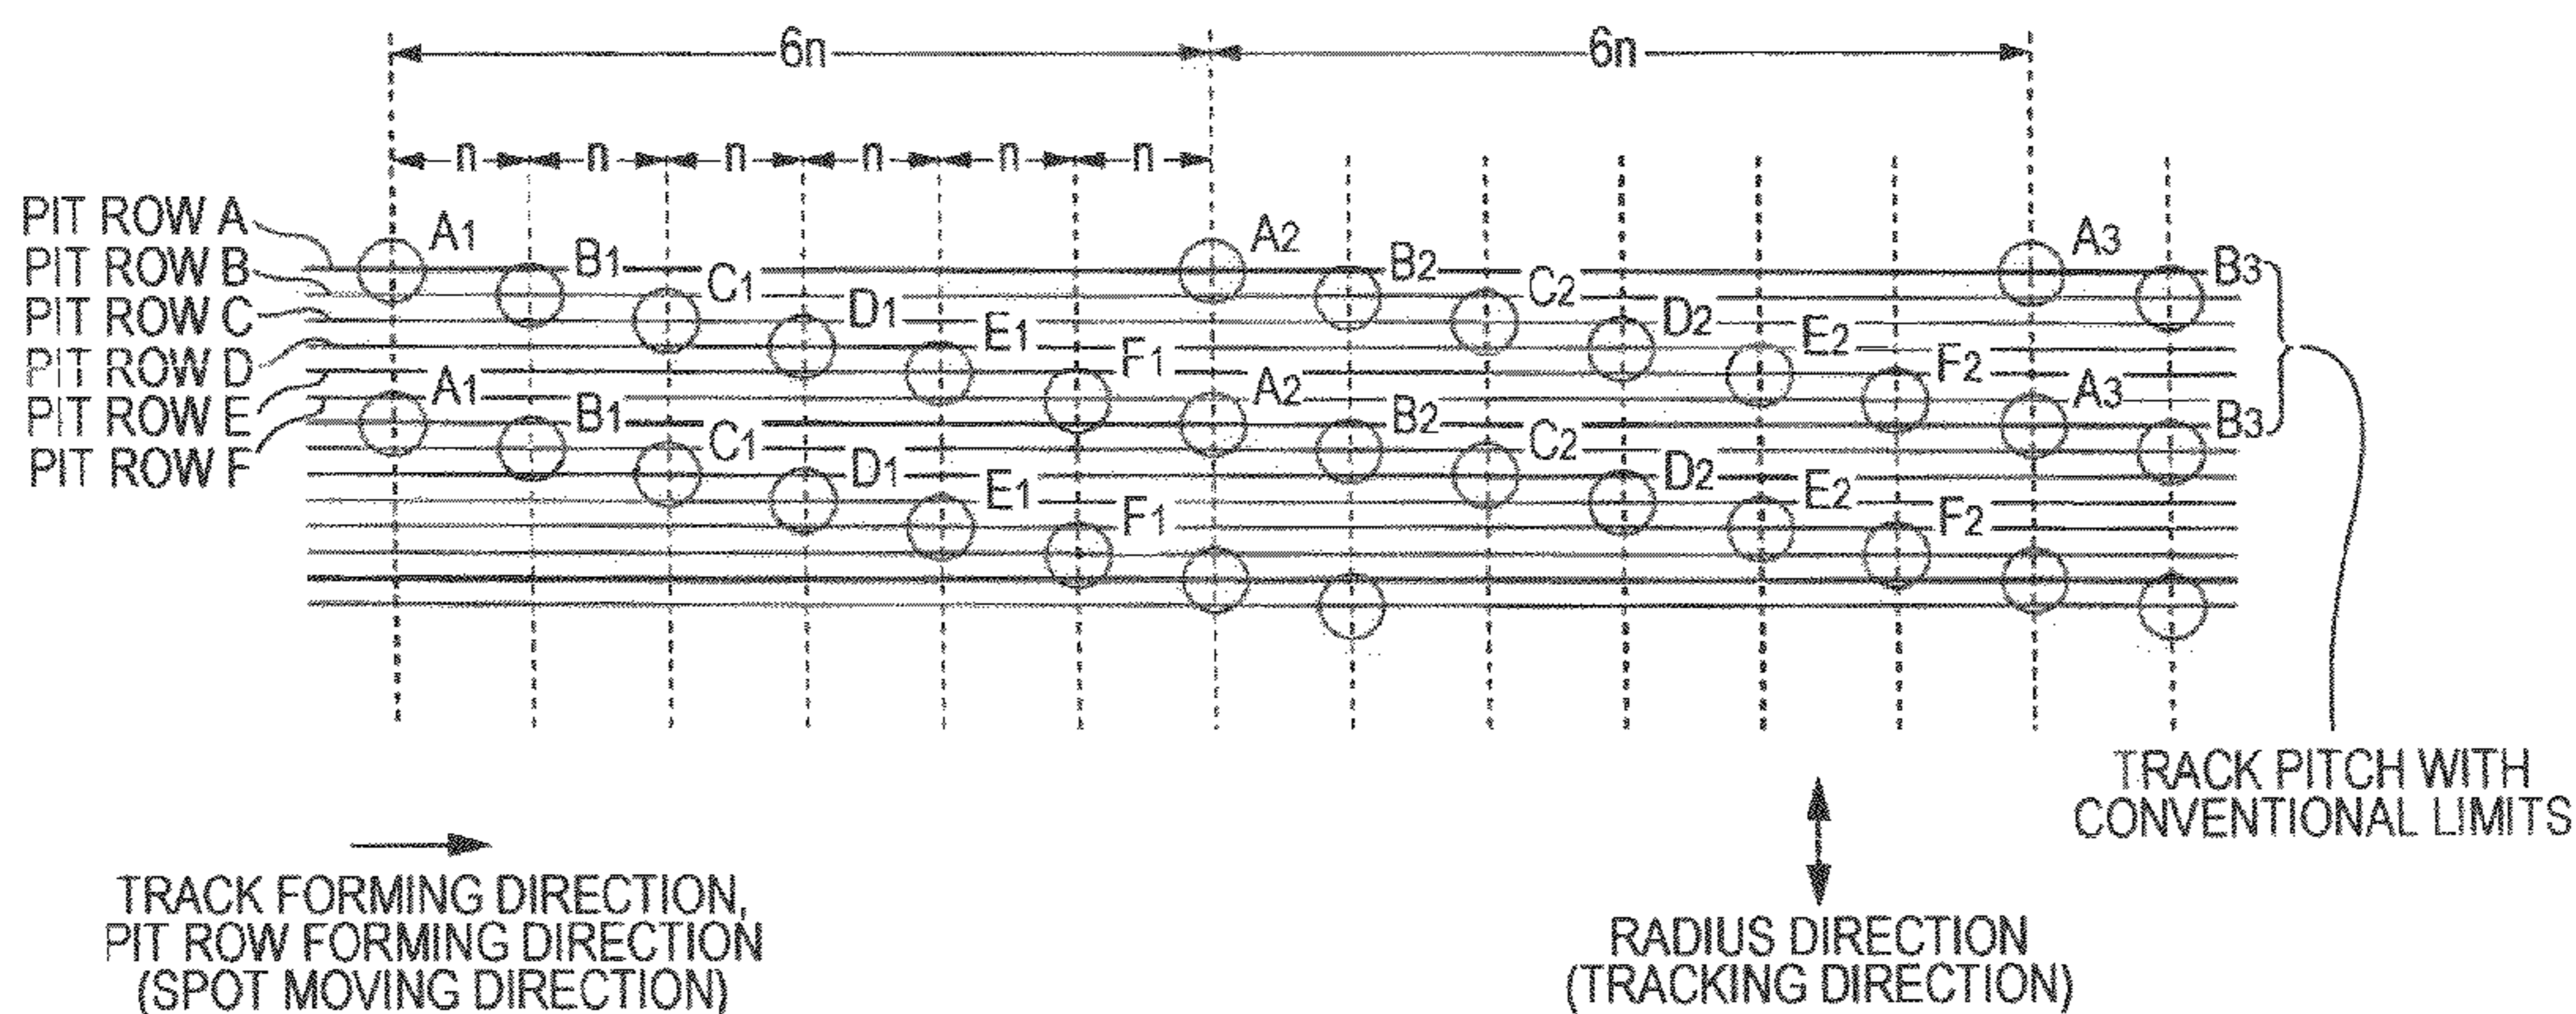 6n 6n
n n n n n n
PIT ROW A
PIT ROW B
PIT ROW C
PIT ROW D
PIT ROW E
PIT ROW F
A1 B1 C1 D1 E1 F1 A2 B2 C2 D2 E2 F2 A3 B3
A1 B1 C1 D1 E1 F1 A2 B2 C2 D2 E2 F2 A3 B3
TRACK PITCH WITH
CONVENTIONAL LIMITS
TRACK FORMING DIRECTION,
PIT ROW FORMING DIRECTION
(SPOT MOVING DIRECTION)
RADIUS DIRECTION
(TRACKING DIRECTION)